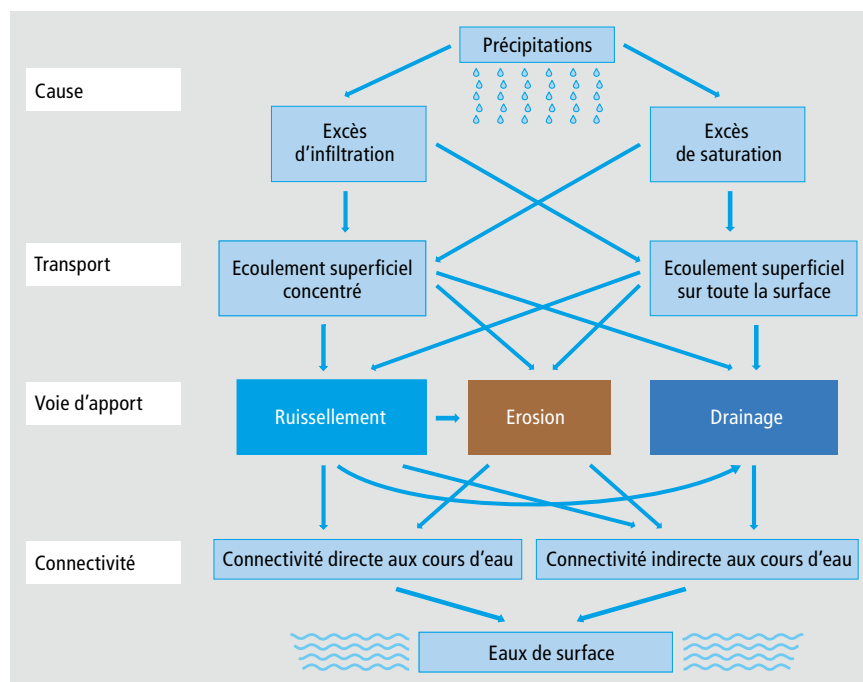 Précipitations
Cause
Excès
d'infiltration
Excès
de saturation
Transport
Ecoulement superficiel
concentré
Ecoulement superficiel
sur toute la surface
Voie d'apport
Ruissellement
Erosion
Drainage
Connectivité
Connectivité directe aux cours d'eau
Connectivité indirecte aux cours d'eau
Eaux de surface